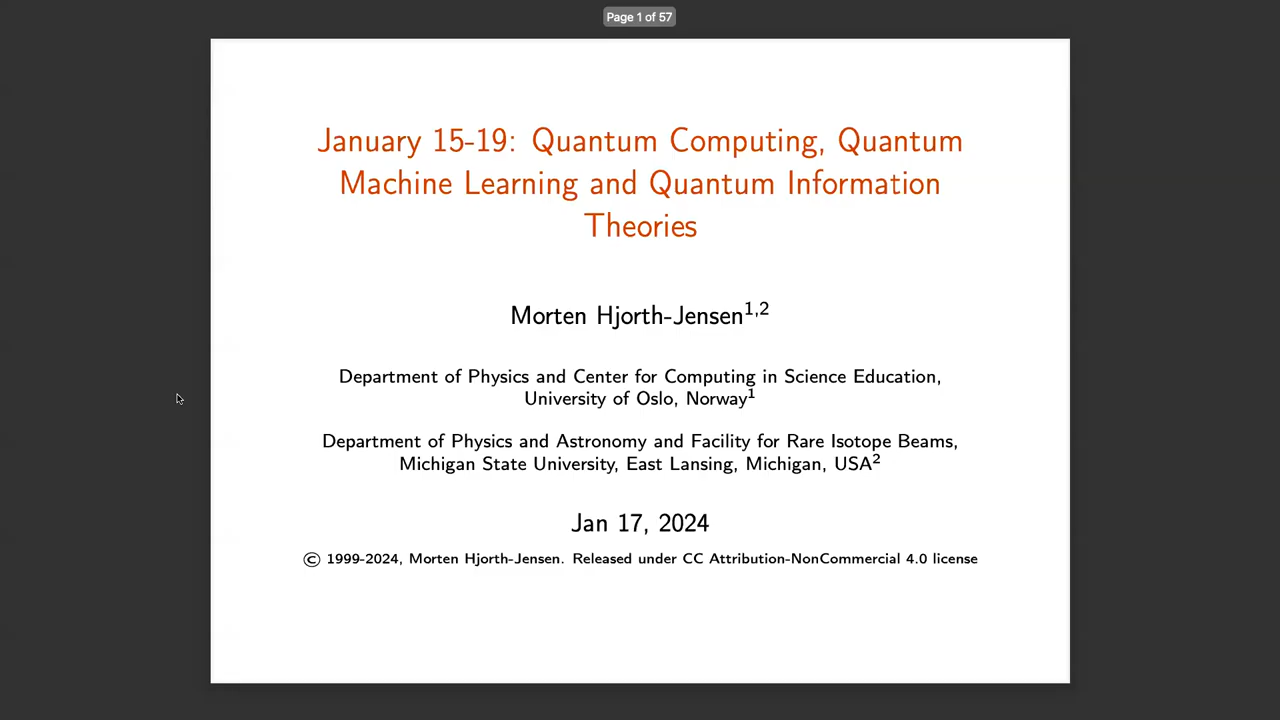 Page 1 of 57
January 15-19: Quantum Computing, Quantum
Machine Learning and Quantum Information
Theories
Morten Hjorth-Jensen1,2
Department of Physics and Center for Computing in Science Education,
University of Oslo, Norway1
Department of Physics and Astronomy and Facility for Rare Isotope Beams,
Michigan State University, East Lansing, Michigan, USA2
Jan 17, 2024
© 1999-2024, Morten Hjorth-Jensen. Released under CC Attribution-NonCommercial 4.0 license